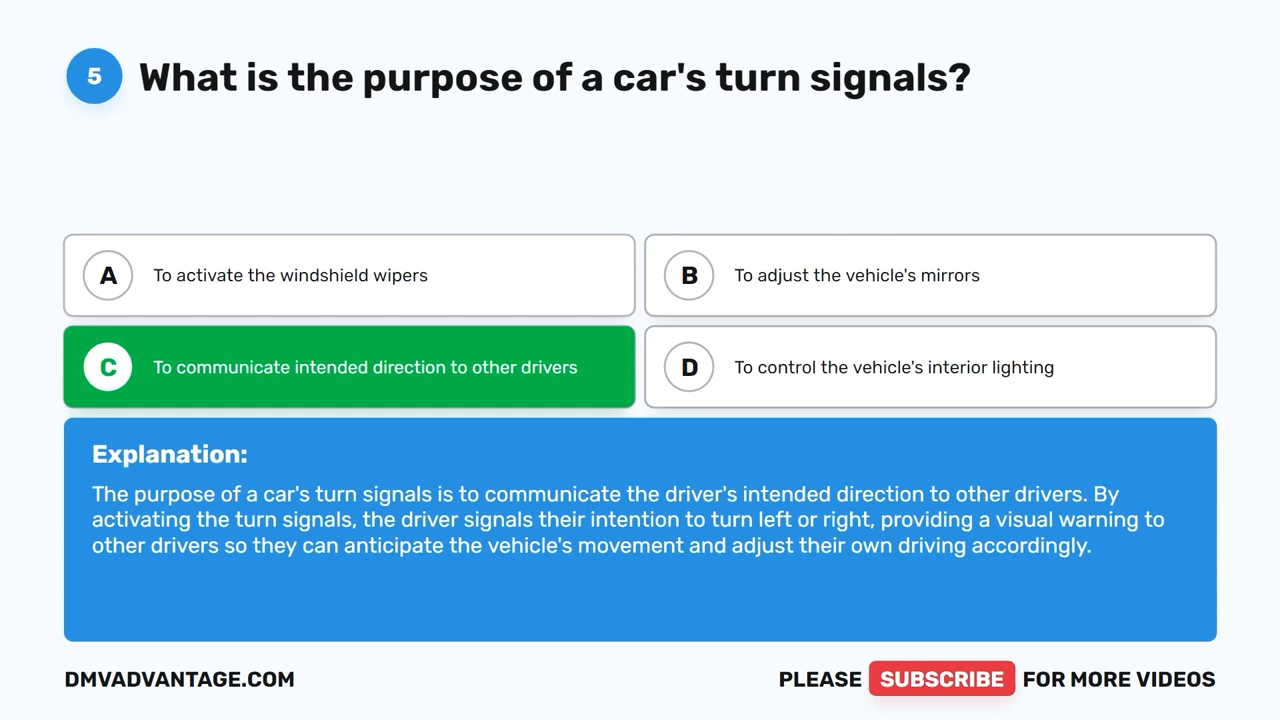 5
What is the purpose of a car's turn signals?
A
To activate the windshield wipers
B
To adjust the vehicle's mirrors
C
To communicate intended direction to other drivers
D
To control the vehicle's interior lighting
Explanation:
The purpose of a car's turn signals is to communicate the driver's intended direction to other drivers. By
activating the turn signals, the driver signals their intention to turn left or right, providing a visual warning to
other drivers so they can anticipate the vehicle's movement and adjust their own driving accordingly.
DMVADVANTAGE.COM
PLEASE SUBSCRIBE FOR MORE VIDEOS